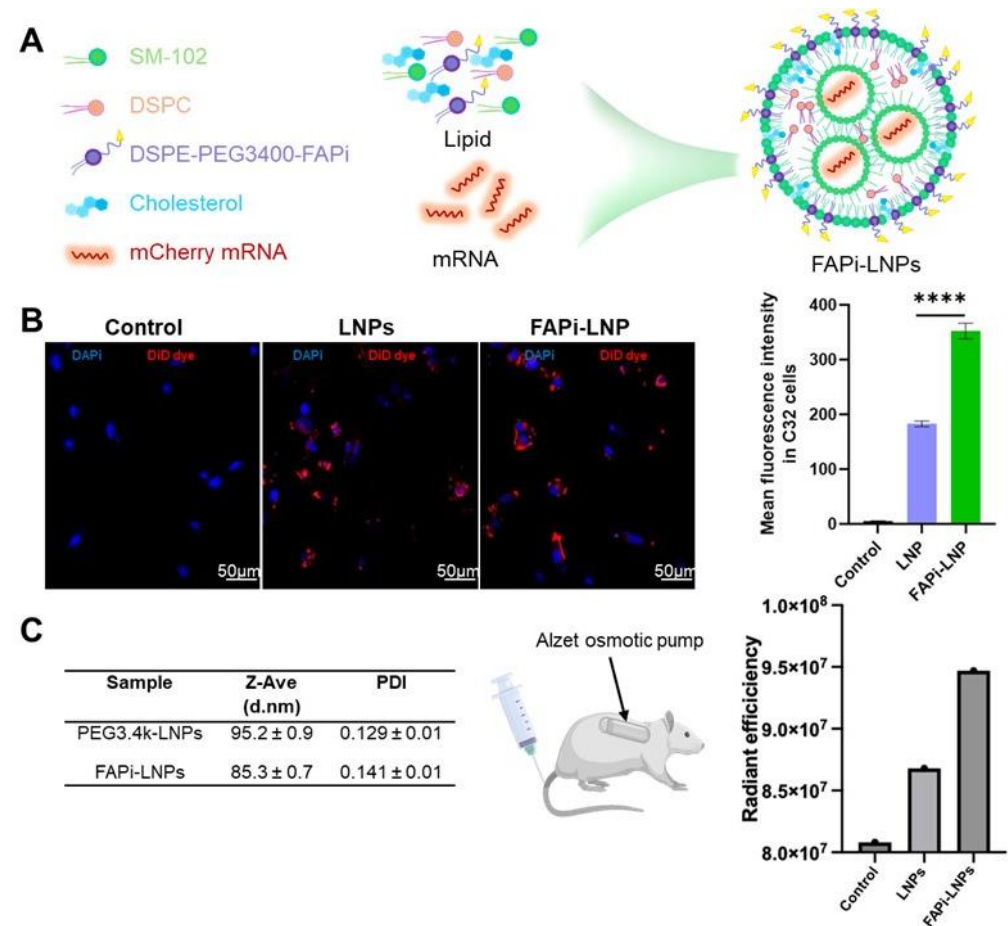 A
SM-102
DSPC
DSPE-PEG3400-FAPi
Cholesterol
mCherry mRNA
Lipid
mRNA
FAPi-LNPs
B
Control
LNPs
FAPi-LNP
DAPi
DiD dye
DAPi
DiD dye
DAPi
DiD dye
50μm
50μm
50μm
Mean fluorescence intensity
in C32 cells
400
300
200
100
0
****
Control
LNP
FAPi-LNP
C
Sample Z-Ave PDI
(d.nm)
PEG3.4k-LNPs 95.2 ± 0.9 0.129 ± 0.01
FAPi-LNPs 85.3 ± 0.7 0.141 ± 0.01
Alzet osmotic pump
Radiant efficiciency
1.0×10⁸
9.5×10⁷
9.0×10⁷
8.5×10⁷
8.0×10⁷
Control
LNPs
FAPi-LNPs